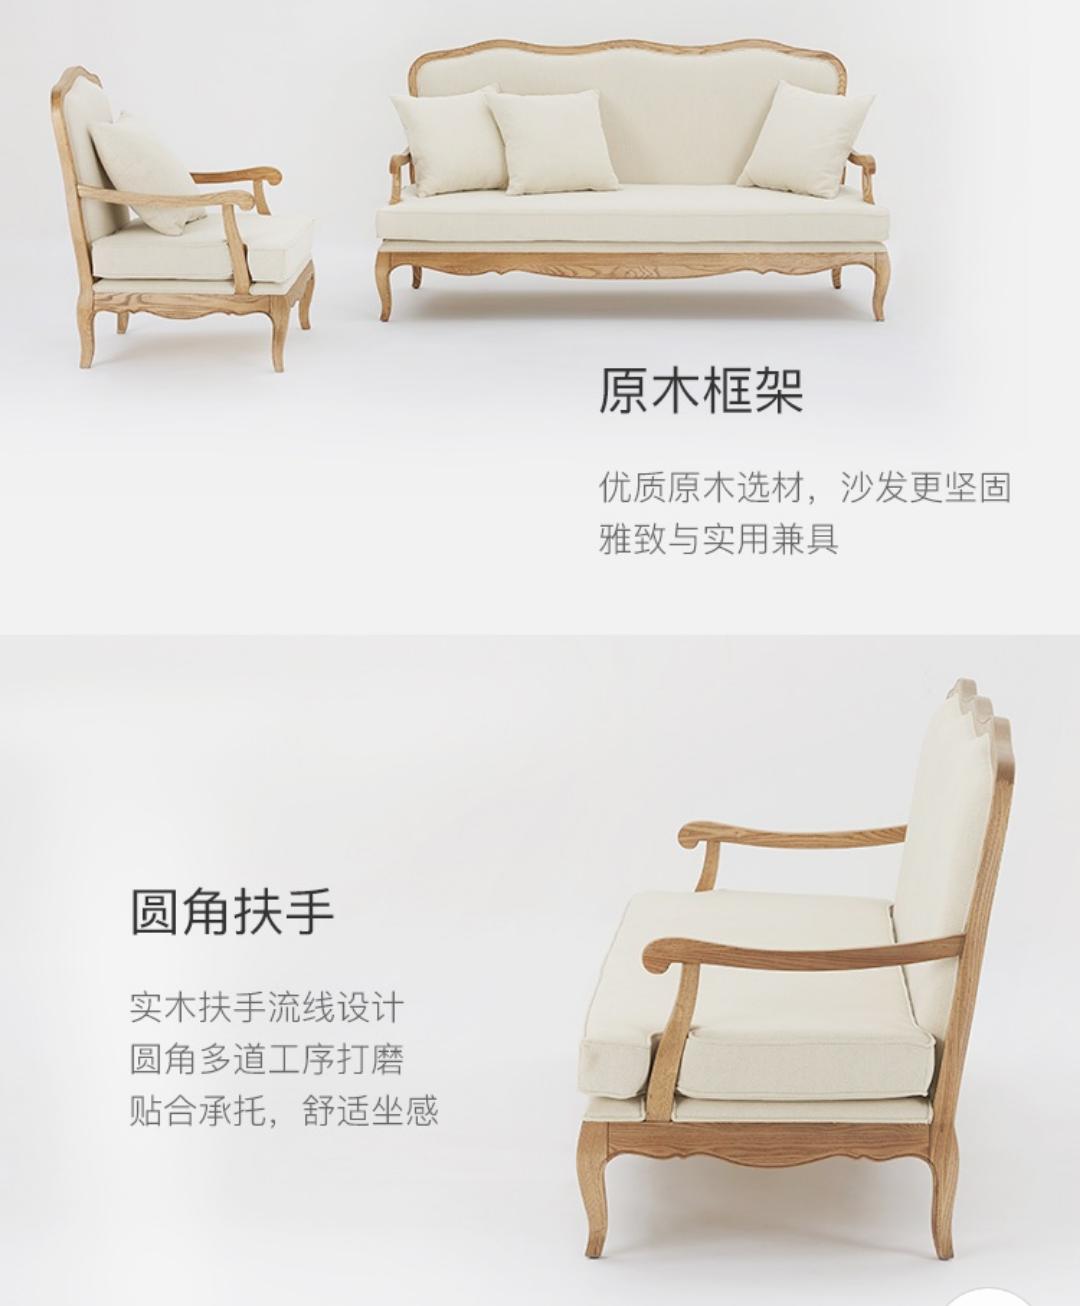 原木框架
优质原木选材，沙发更坚固
雅致与实用兼具
圆角扶手
实木扶手流线设计
圆角多道工序打磨
贴合承托，舒适坐感